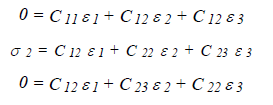 0 = C 11 ε 1 + C 12 ε 2 + C 12 ε 3
σ 2 = C 12 ε 1 + C 22 ε 2 + C 23 ε 3
0 = C 12 ε 1 + C 23 ε 2 + C 22 ε 3